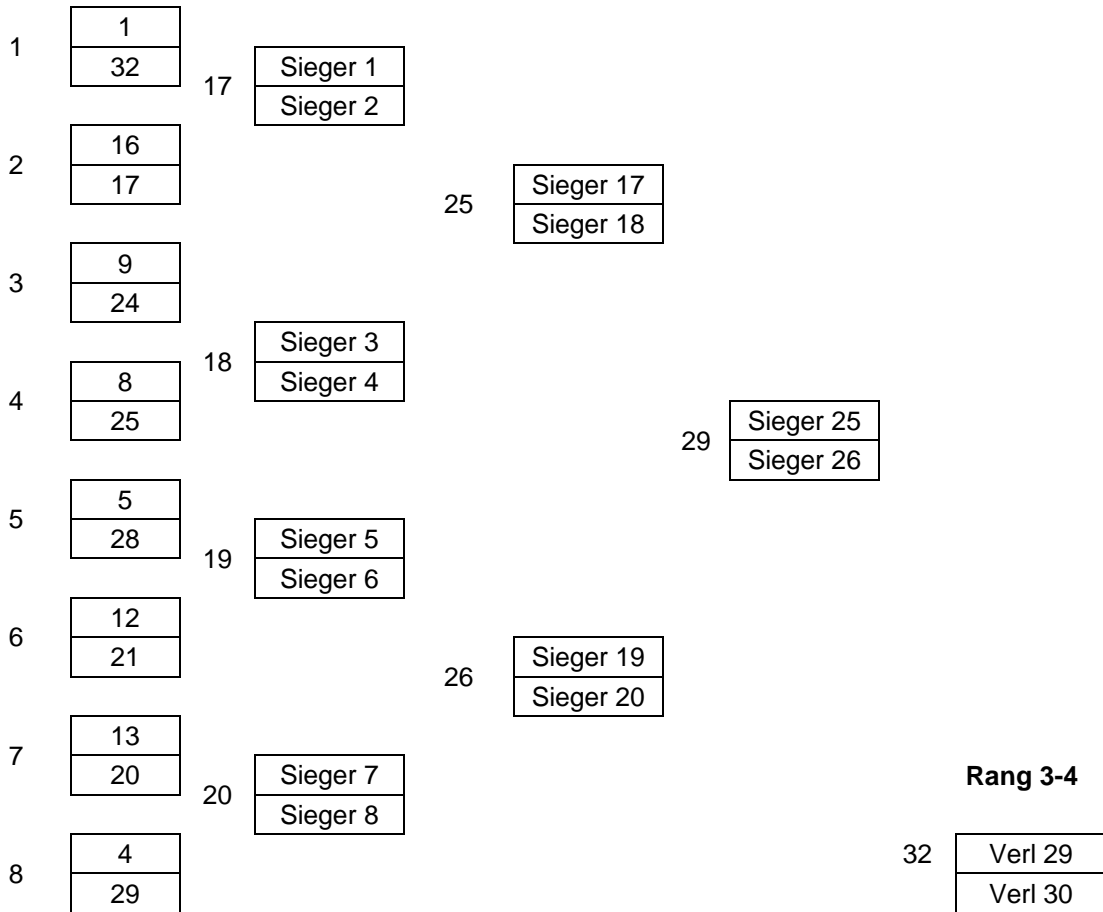 1
1
32
17
Sieger 1
Sieger 2
2
16
17
25
Sieger 17
Sieger 18
3
9
24
18
Sieger 3
Sieger 4
4
8
25
29
Sieger 25
Sieger 26
5
5
28
19
Sieger 5
Sieger 6
6
12
21
26
Sieger 19
Sieger 20
7
13
20
20
Sieger 7
Sieger 8
Rang 3-4
8
4
29
32
Verl 29
Verl 30